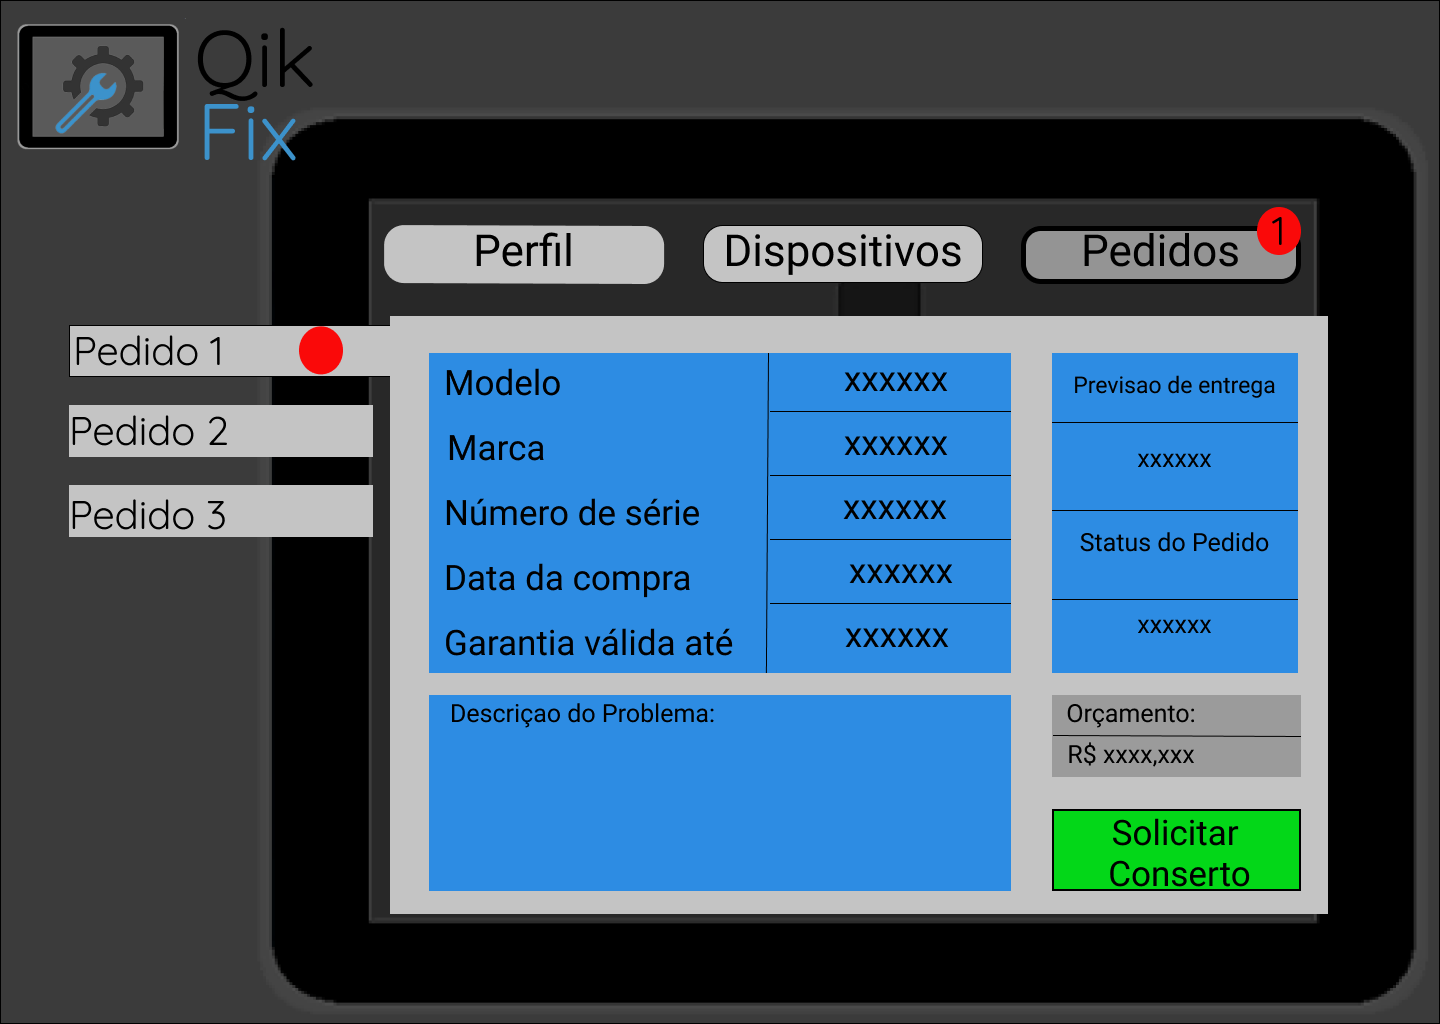 Qik
Fix
Perfil
Dispositivos
Pedidos
1
Pedido 1
Pedido 2
Pedido 3
Modelo
xxxxxx
Marca
xxxxxx
Número de série
xxxxxx
Data da compra
xxxxxx
Garantia válida até
xxxxxx
Previsao de entrega
xxxxxx
Status do Pedido
xxxxxx
Descriçao do Problema:
Orçamento:
R$ xxxx,xxx
Solicitar
Conserto